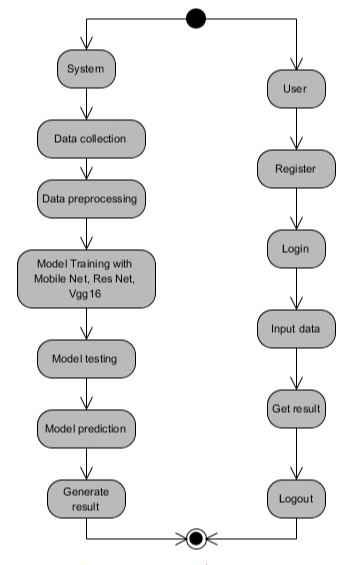 System
Data collection
Data preprocessing
Model Training with
Mobile Net, Res Net,
Vgg16
Model testing
Model prediction
Generate
result
User
Register
Login
Input data
Get result
Logout